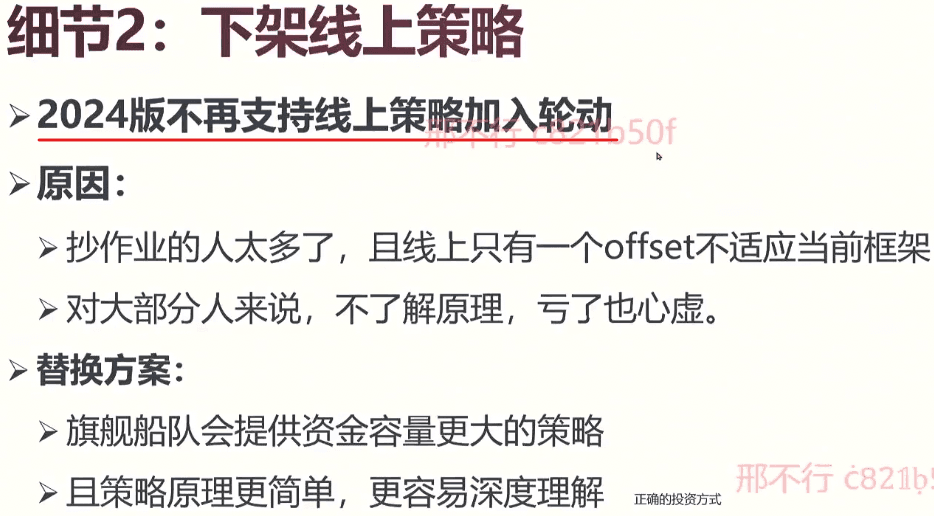 细节2：下架线上策略
2024版不再支持线上策略加入轮动
邢不行 c821b50f
原因：
抄作业的人太多了，且线上只有一个offset不适应当前框架
对大部分人来说，不了解原理，亏了也心虚。
替换方案：
旗舰船队会提供资金容量更大的策略
且策略原理更简单，更容易深度理解
正确的投资方式
邢不行 c821b5